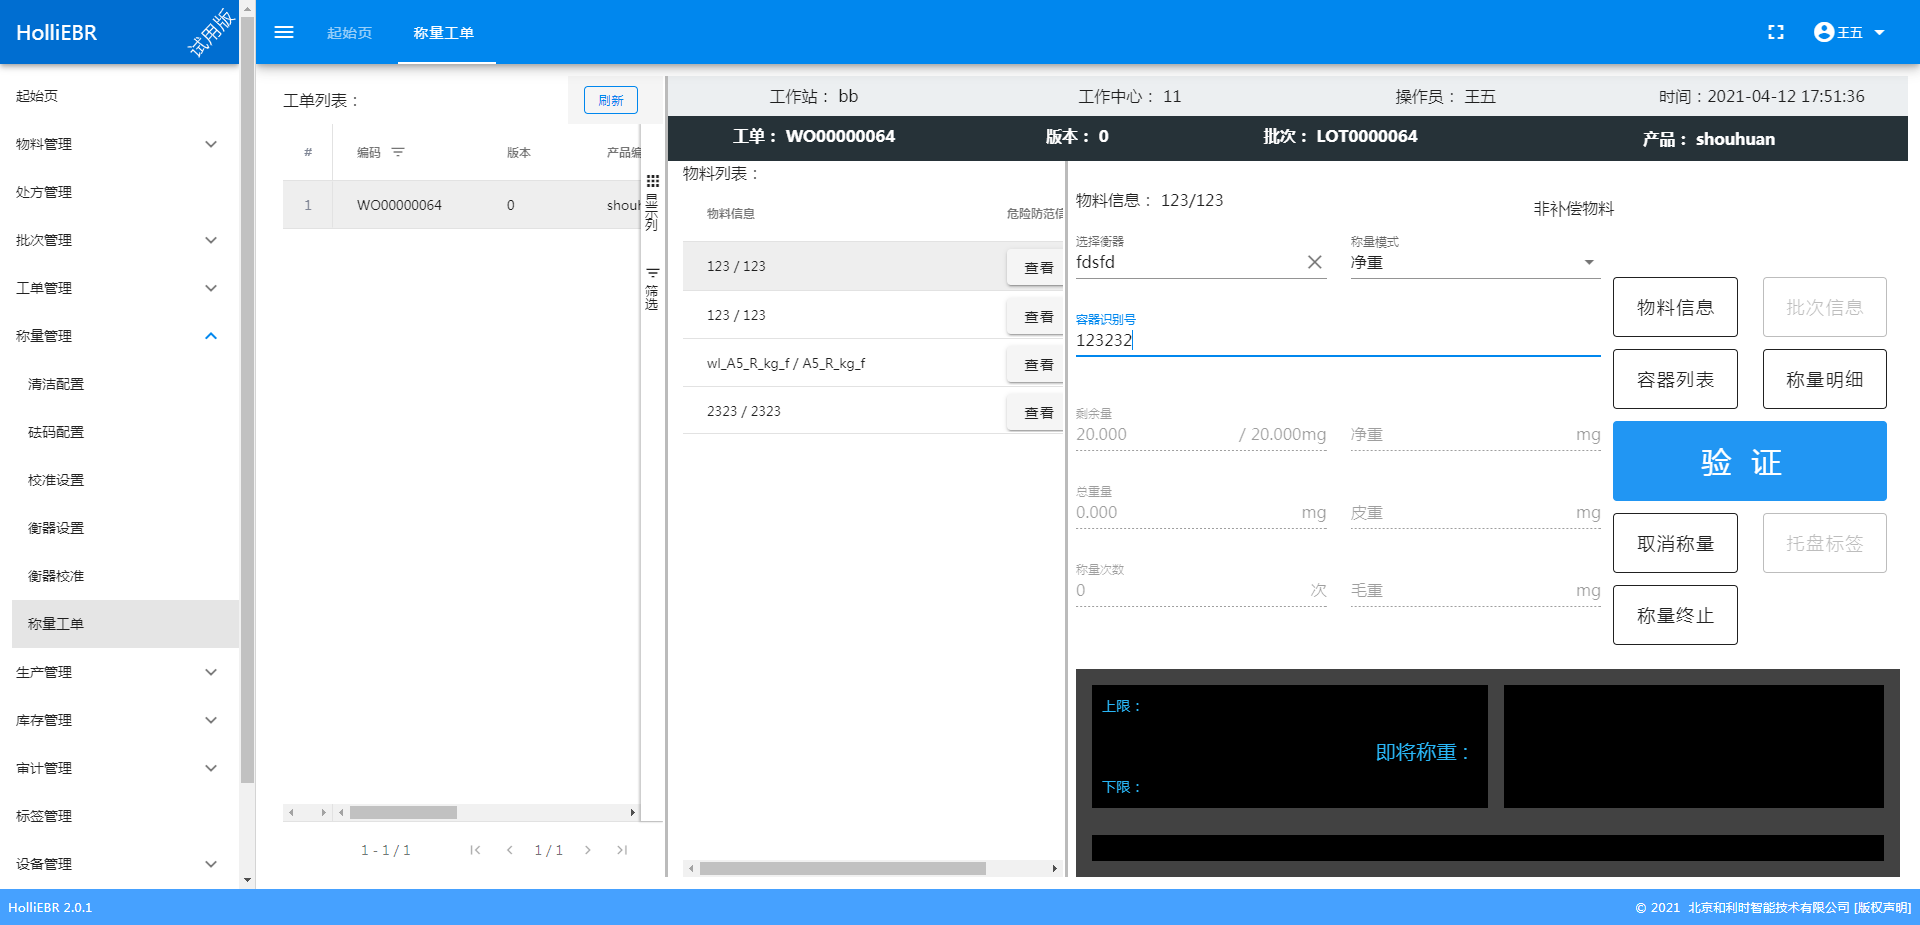 HolliEBR
试用版
起始页
称量工单
王五
起始页
物料管理
处方管理
批次管理
工单管理
称量管理
清洁配置
砝码配置
校准设置
衡器设置
衡器校准
称量工单
生产管理
库存管理
审计管理
标签管理
设备管理
工单列表：
刷新
# 编码 版本 产品编
1 WO00000064 0 shouh
显示列
筛选
1 - 1 / 1
1 / 1
工作站： bb 工作中心： 11 操作员： 王五 时间：2021-04-12 17:51:36
工单： WO00000064 版本： 0 批次： LOT0000064 产品： shouhuan
物料列表：
物料信息 危险防范信
123 / 123 查看
123 / 123 查看
wl_A5_R_kg_f / A5_R_kg_f 查看
2323 / 2323 查看
物料信息： 123/123
非补偿物料
选择衡器
fdsfd
称量模式
净重
容器识别号
123232
剩余量
20.000 / 20.000mg
净重 mg
总重量
0.000 mg
皮重 mg
称量次数
0 次
毛重 mg
物料信息
批次信息
容器列表
称量明细
验 证
取消称量
托盘标签
称量终止
上限：
即将称重：
下限：
HolliEBR 2.0.1
© 2021 北京和利时智能技术有限公司 [版权声明]